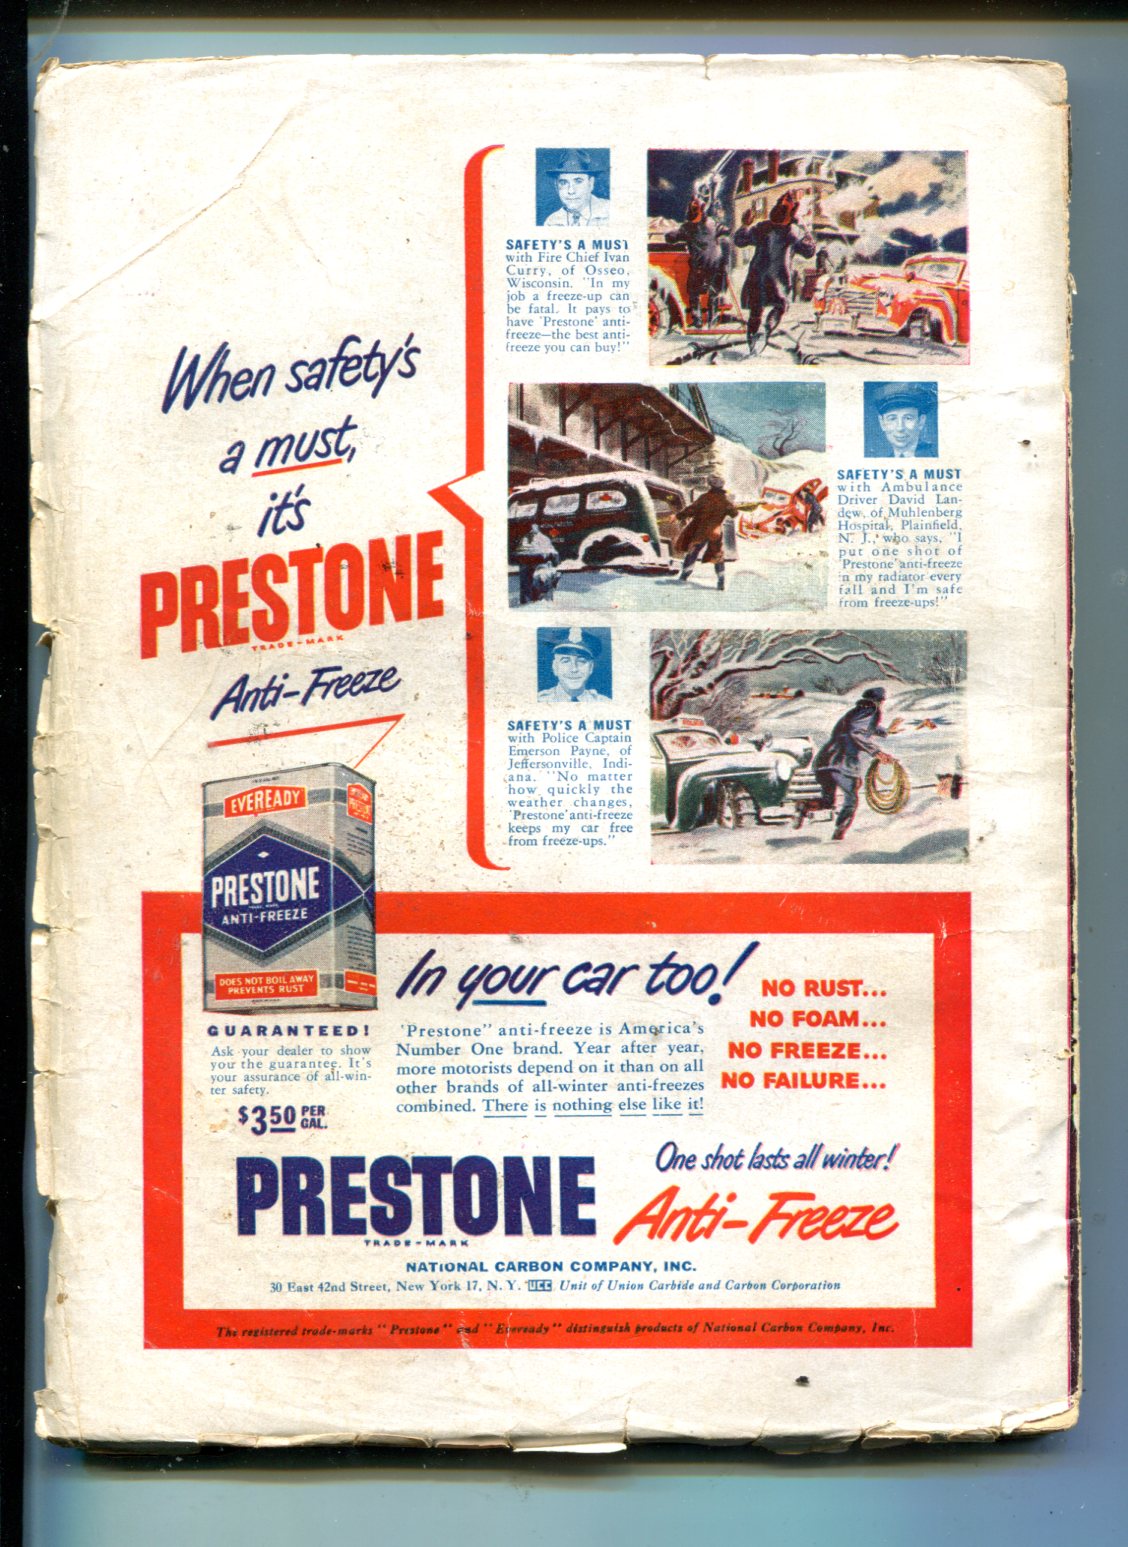 When safety's
a must,
it's
PRESTONE
TRADE-MARK
Anti-Freeze
SAFETY'S A MUST
with Fire Chief Ivan
Curry, of Osseo,
Wisconsin. "In my
job a freeze-up can
be fatal. It pays to
have 'Prestone' anti-
freeze—the best anti-
freeze you can buy!"
SAFETY'S A MUST
with Ambulance
Driver David Lan-
dew, of Muhlenberg
Hospital, Plainfield,
N. J., who says, "I
put one shot of
'Prestone' anti-freeze
in my radiator every
fall and I'm safe
from freeze-ups!"
SAFETY'S A MUST
with Police Captain
Emerson Payne, of
Jeffersonville, Indi-
ana. "No matter
how quickly the
weather changes,
'Prestone' anti-freeze
keeps my car free
from freeze-ups."
EVEREADY
PRESTONE
ANTI-FREEZE
DOES NOT BOIL AWAY
PREVENTS RUST
GUARANTEED!
Ask your dealer to show
you the guarantee. It's
your assurance of all-win-
ter safety.
$3.50 PER GAL.
In your car too!
'Prestone" anti-freeze is America's
Number One brand. Year after year,
more motorists depend on it than on all
other brands of all-winter anti-freezes
combined. There is nothing else like it!
NO RUST...
NO FOAM...
NO FREEZE...
NO FAILURE...
One shot lasts all winter!
PRESTONE
TRADE-MARK
Anti-Freeze
NATIONAL CARBON COMPANY, INC.
30 East 42nd Street, New York 17, N. Y. UCC Unit of Union Carbide and Carbon Corporation
The registered trade-marks "Prestone" and "Eveready" distinguish products of National Carbon Company, Inc.